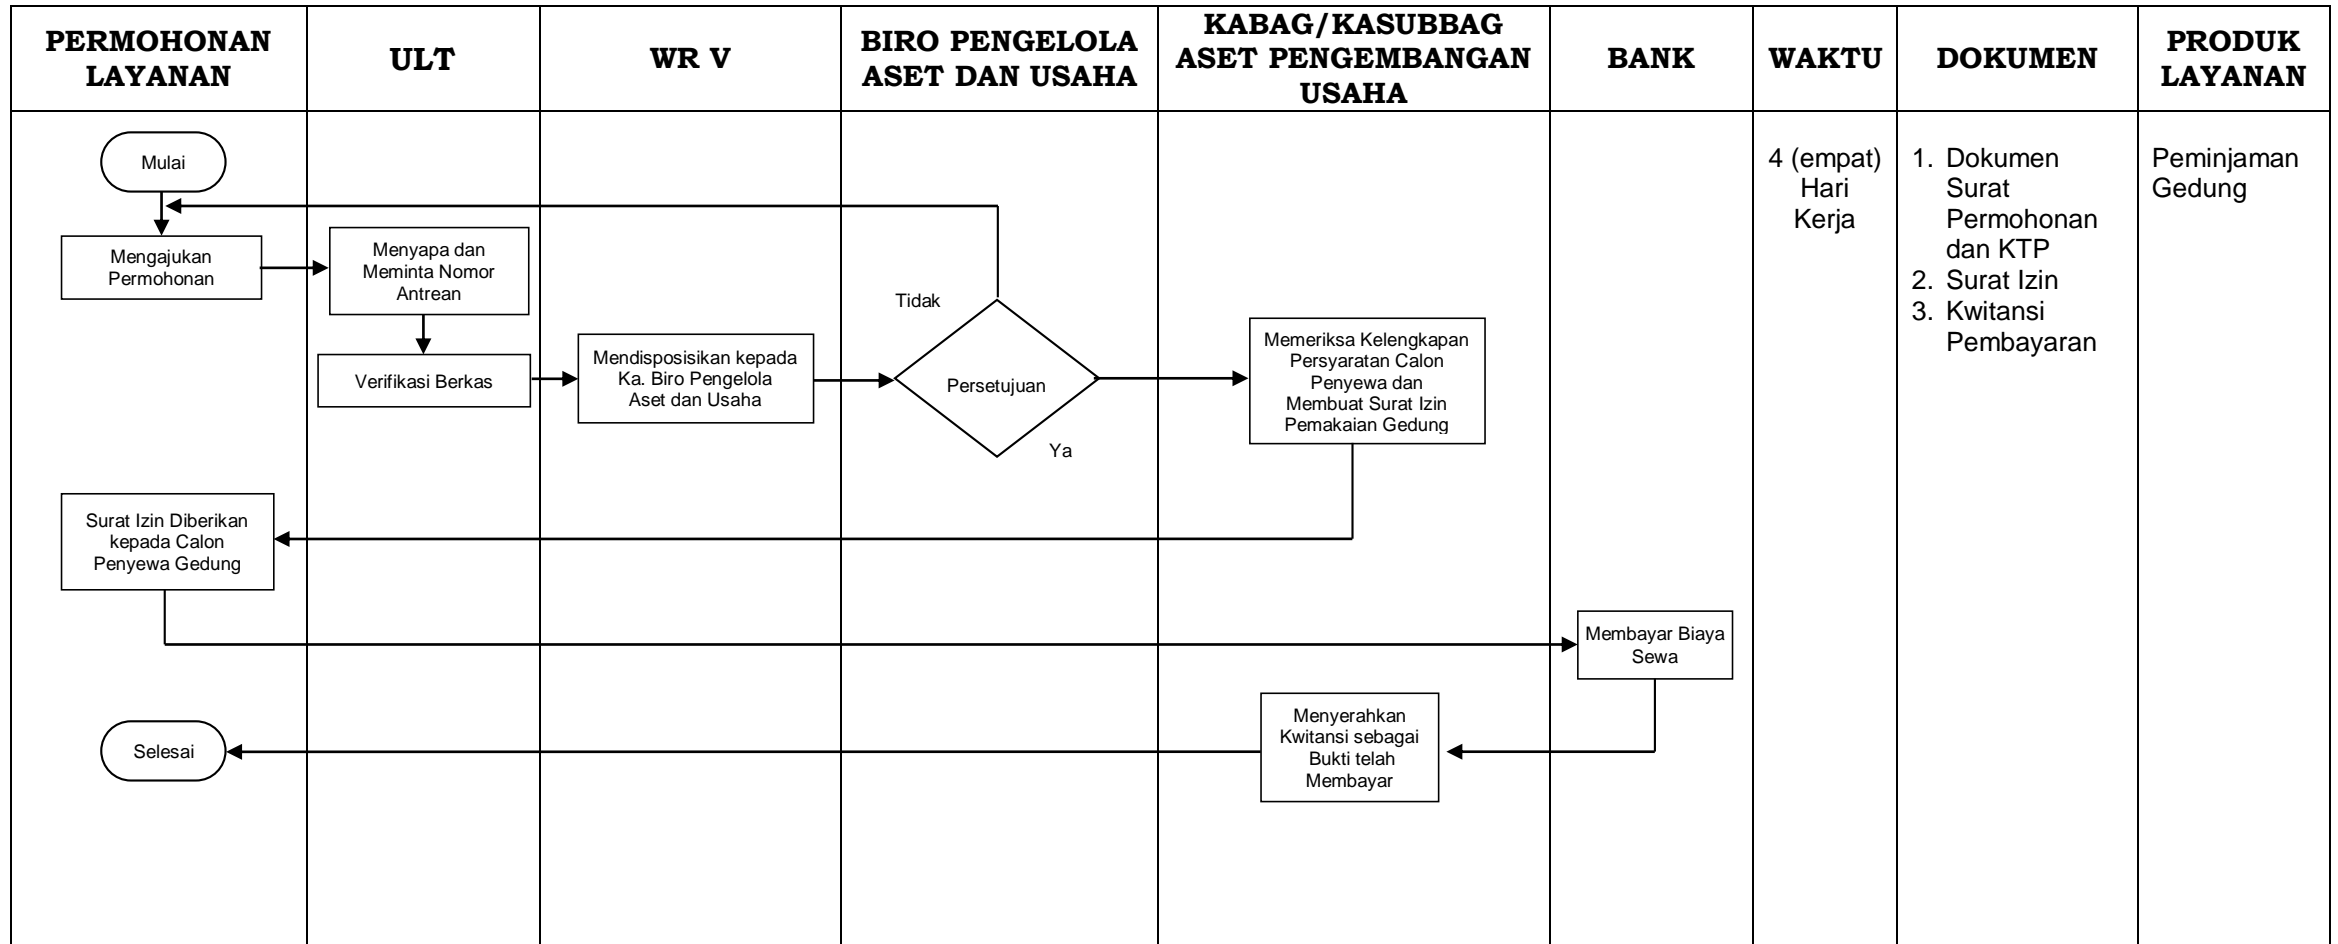 PERMOHONAN
LAYANAN
ULT
WR V
BIRO PENGELOLA
ASET DAN USAHA
KABAG/KASUBBAG
ASET PENGEMBANGAN
USAHA
BANK
WAKTU
DOKUMEN
PRODUK
LAYANAN
Mulai
Mengajukan
Permohonan
Menyapa dan
Meminta Nomor
Antrean
Verifikasi Berkas
Mendisposisikan kepada
Ka. Biro Pengelola
Aset dan Usaha
Tidak
Persetujuan
Ya
Memeriksa Kelengkapan
Persyaratan Calon
Penyewa dan
Membuat Surat Izin
Pemakaian Gedung
Surat Izin Diberikan
kepada Calon
Penyewa Gedung
Membayar Biaya
Sewa
Menyerahkan
Kwitansi sebagai
Bukti telah
Membayar
Selesai
4 (empat)
Hari
Kerja
1. Dokumen
Surat
Permohonan
dan KTP
2. Surat Izin
3. Kwitansi
Pembayaran
Peminjaman
Gedung